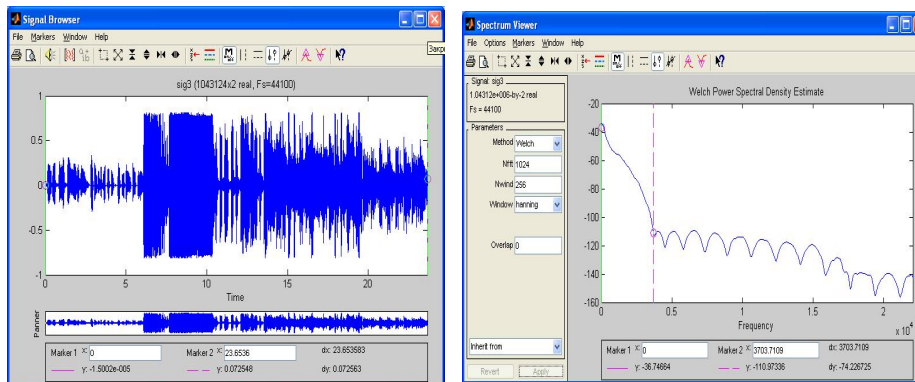 Signal Browser
File Markers Window Help
Закры
sig3 (1043124x2 real, Fs=44100)
1
0.5
0
-0.5
-1
0 5 10 15 20
Time
Panner
Marker 1 x: 0 Marker 2 x: 23.6536 dx: 23.653583
y: -1.5002e-005 y: 0.072548 dy: 0.072563
Spectrum Viewer
File Options Markers Window Help
Signal: sig3
1.04312e+006-by-2 real
Fs = 44100
Parameters
Method Welch
Nfft 1024
Nwind 256
Window hanning
Overlap 0
Inherit from
Revert Apply
Welch Power Spectral Density Estimate
-20
-40
-60
-80
-100
-120
-140
-160
0 0.5 1 1.5 2
Frequency
x 10^4
Marker 1 x: 0 Marker 2 x: 3703.7109 dx: 3703.7109
y: -36.74664 y: -110.97336 dy: -74.226725